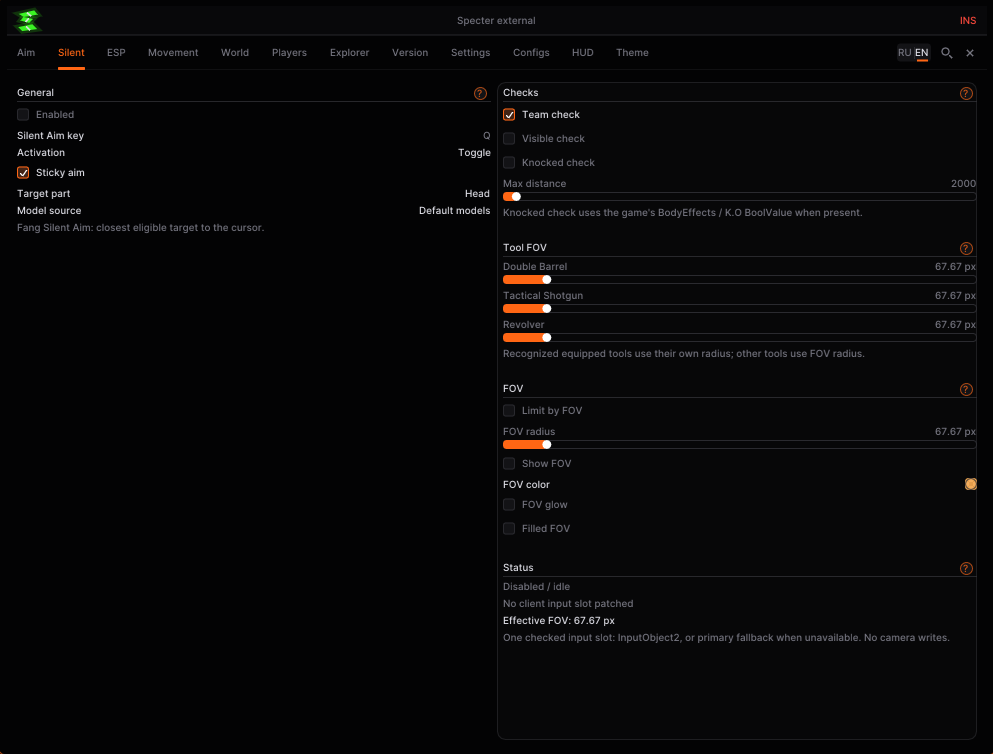 Specter external
INS
Aim Silent ESP Movement World Players Explorer Version Settings Configs HUD Theme RU EN
General
?
Enabled
Silent Aim key Q
Activation Toggle
Sticky aim
Target part Head
Model source Default models
Fang Silent Aim: closest eligible target to the cursor.
Checks
?
Team check
Visible check
Knocked check
Max distance 2000
Knocked check uses the game's BodyEffects / K.O BoolValue when present.
Tool FOV
?
Double Barrel 67.67 px
Tactical Shotgun 67.67 px
Revolver 67.67 px
Recognized equipped tools use their own radius; other tools use FOV radius.
FOV
?
Limit by FOV
FOV radius 67.67 px
Show FOV
FOV color
FOV glow
Filled FOV
Status
?
Disabled / idle
No client input slot patched
Effective FOV: 67.67 px
One checked input slot: InputObject2, or primary fallback when unavailable. No camera writes.